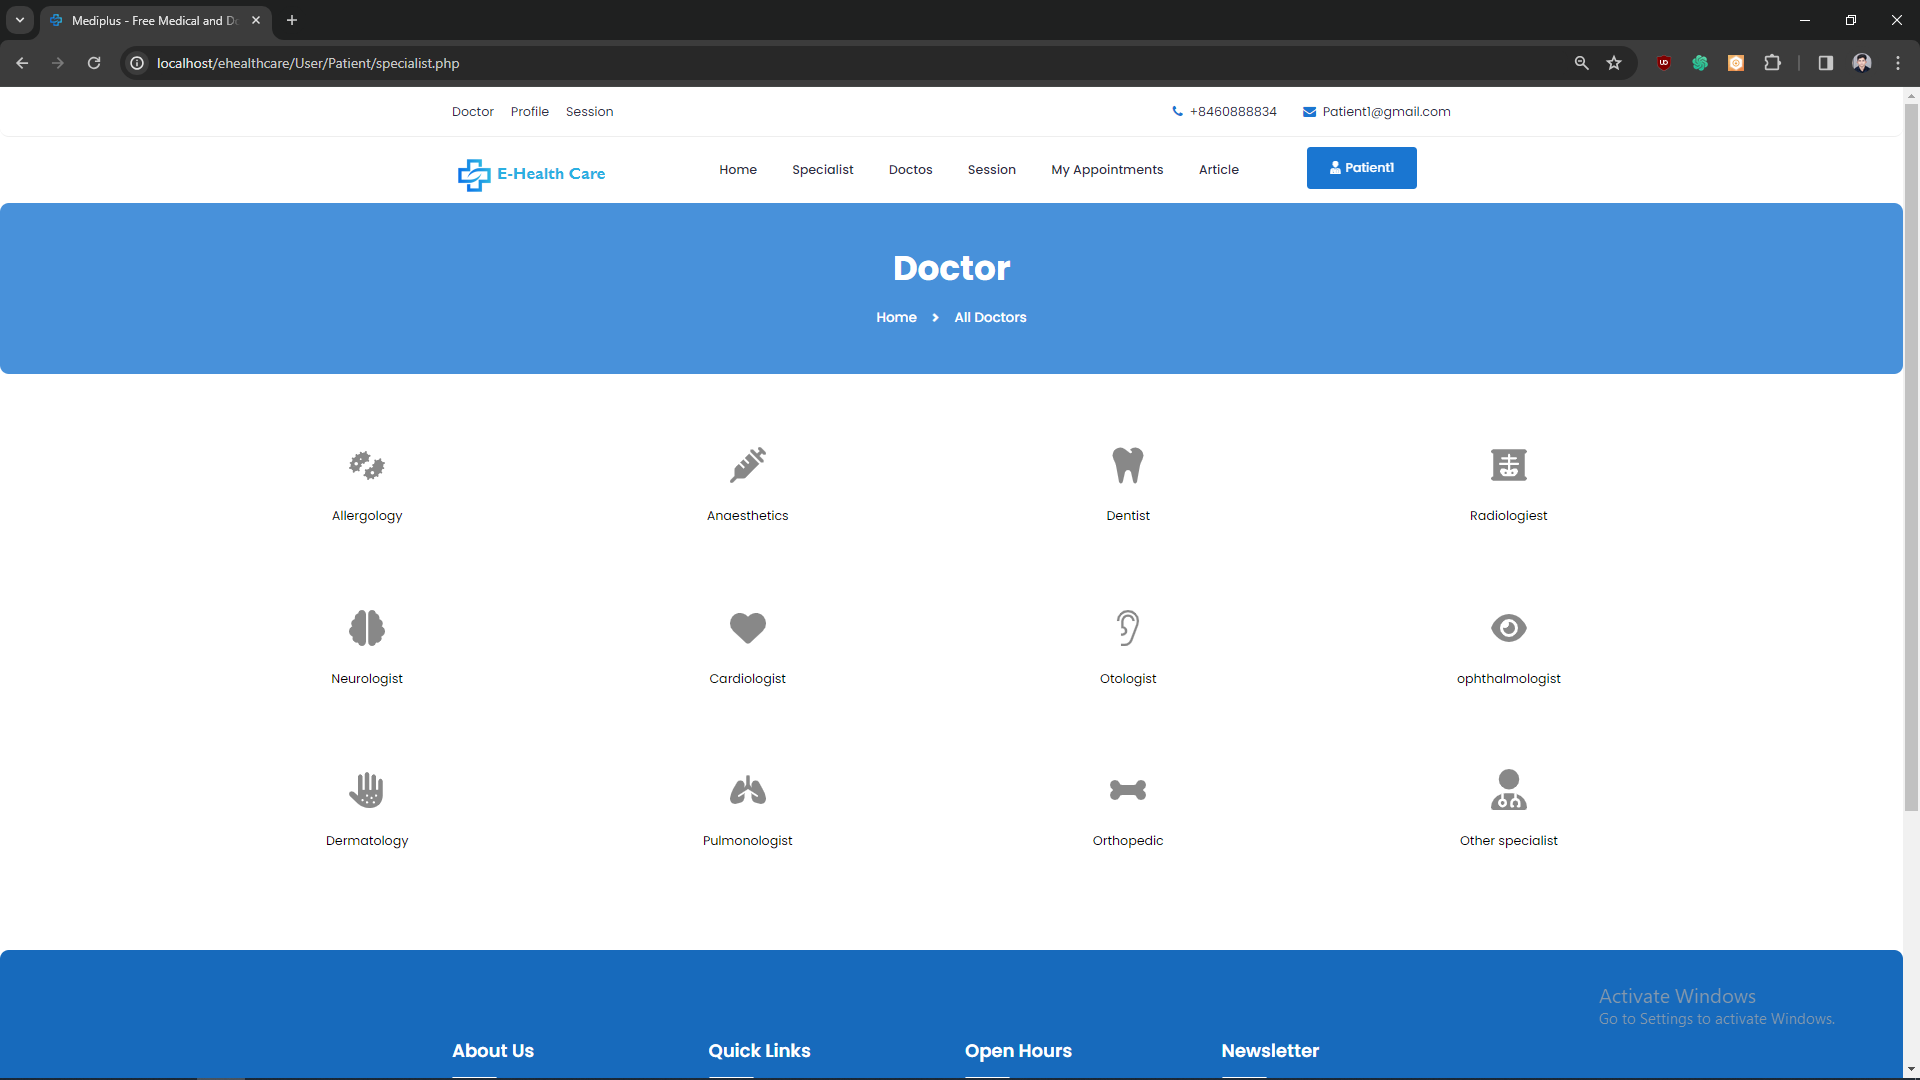 Mediplus - Free Medical and Do
localhost/ehealthcare/User/Patient/specialist.php
Doctor Profile Session +8460888834 Patient1@gmail.com
E-Health Care Home Specialist Doctos Session My Appointments Article Patient1
Doctor
Home > All Doctors
Allergology Anaesthetics Dentist Radiologiest
Neurologist Cardiologist Otologist ophthalmologist
Dermatology Pulmonologist Orthopedic Other specialist
Activate Windows
Go to Settings to activate Windows.
About Us Quick Links Open Hours Newsletter